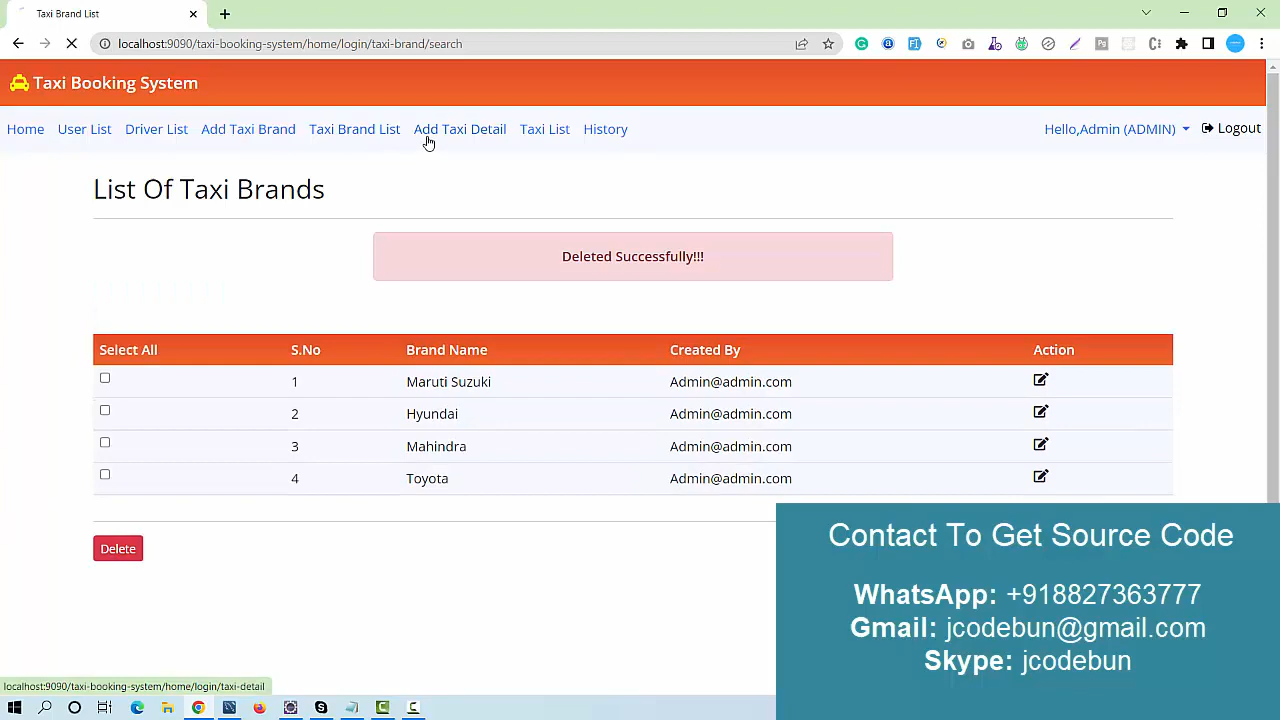 Taxi Brand List
localhost:9090/taxi-booking-system/home/login/taxi-brand/search
Taxi Booking System
Home User List Driver List Add Taxi Brand Taxi Brand List Add Taxi Detail Taxi List History Hello,Admin (ADMIN) Logout
List Of Taxi Brands
Deleted Successfully!!!
Select All S.No Brand Name Created By Action
1 Maruti Suzuki Admin@admin.com
2 Hyundai Admin@admin.com
3 Mahindra Admin@admin.com
4 Toyota Admin@admin.com
Delete
Contact To Get Source Code
WhatsApp: +918827363777
Gmail: jcodebun@gmail.com
Skype: jcodebun
localhost:9090/taxi-booking-system/home/login/taxi-detail